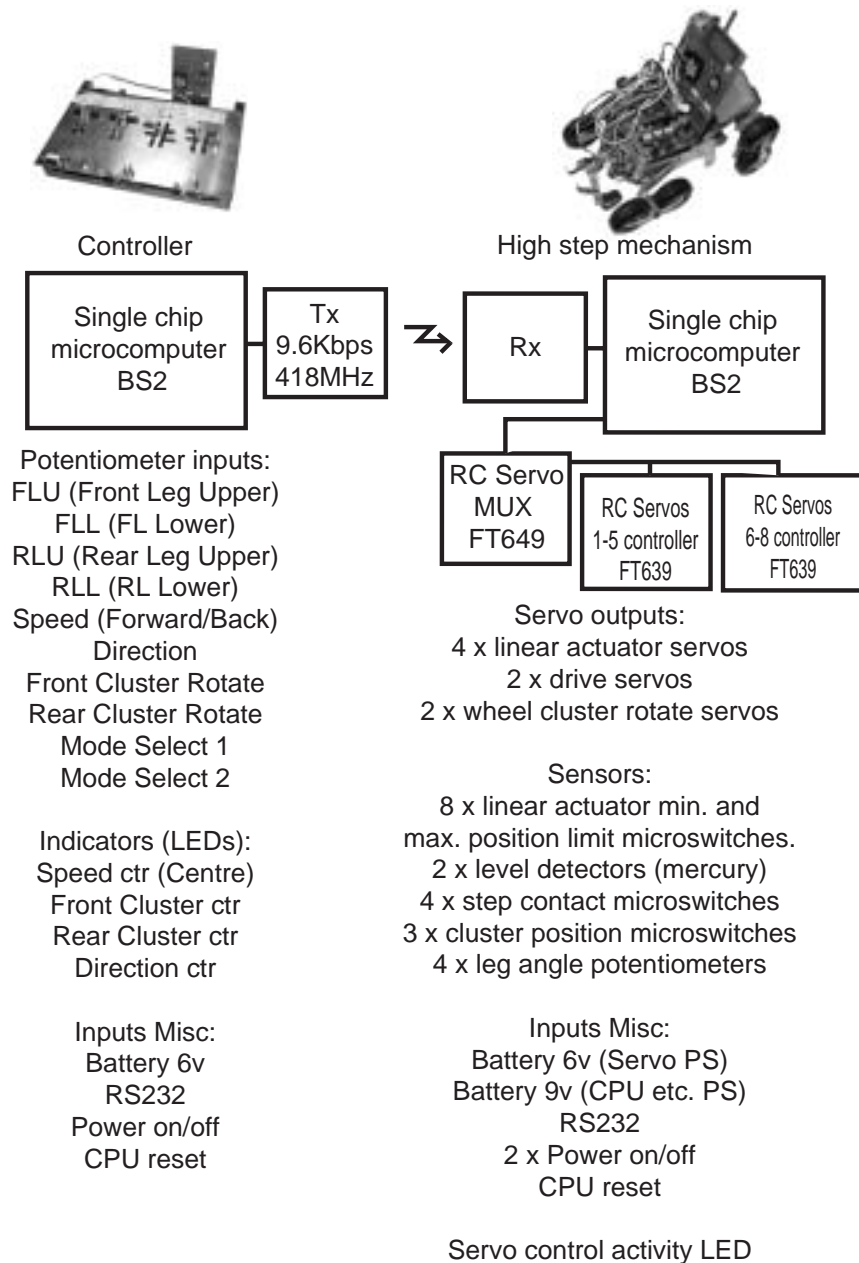 Controller
High step mechanism
Single chip
microcomputer
BS2
Tx
9.6Kbps
418MHz
Rx
Single chip
microcomputer
BS2
RC Servo
MUX
FT649
RC Servos
1-5 controller
FT639
RC Servos
6-8 controller
FT639
Potentiometer inputs:
FLU (Front Leg Upper)
FLL (FL Lower)
RLU (Rear Leg Upper)
RLL (RL Lower)
Speed (Forward/Back)
Direction
Front Cluster Rotate
Rear Cluster Rotate
Mode Select 1
Mode Select 2
Indicators (LEDs):
Speed ctr (Centre)
Front Cluster ctr
Rear Cluster ctr
Direction ctr
Inputs Misc:
Battery 6v
RS232
Power on/off
CPU reset
Servo outputs:
4 x linear actuator servos
2 x drive servos
2 x wheel cluster rotate servos
Sensors:
8 x linear actuator min. and
max. position limit microswitches.
2 x level detectors (mercury)
4 x step contact microswitches
3 x cluster position microswitches
4 x leg angle potentiometers
Inputs Misc:
Battery 6v (Servo PS)
Battery 9v (CPU etc. PS)
RS232
2 x Power on/off
CPU reset
Servo control activity LED